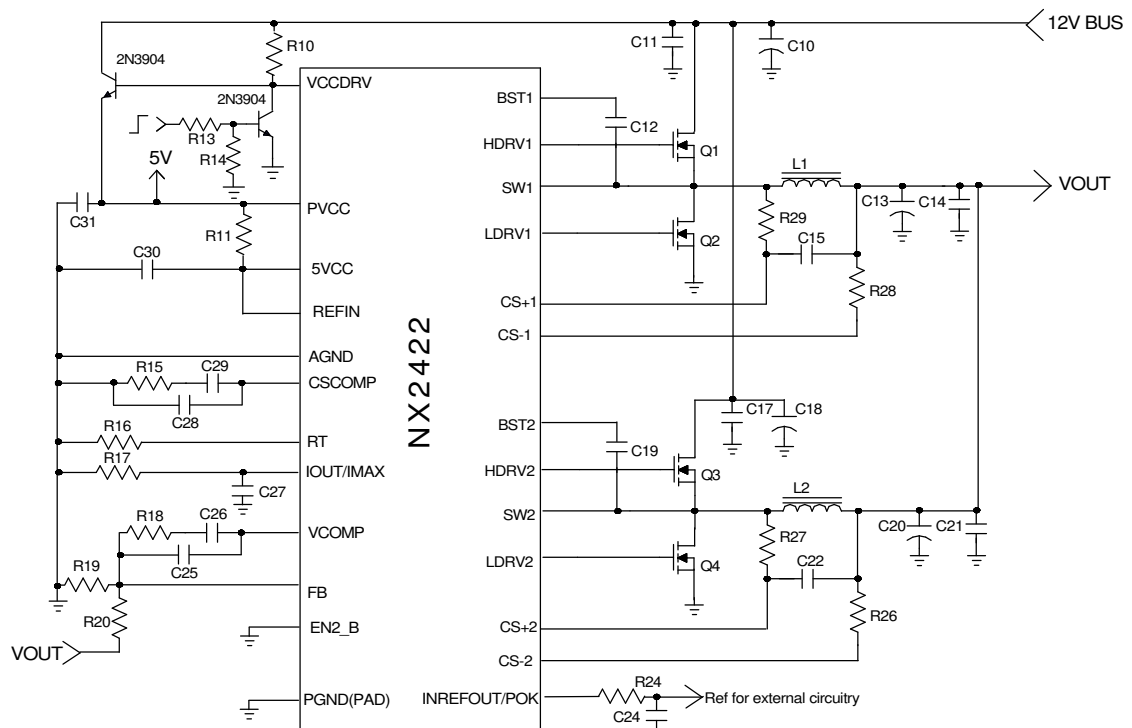 12V BUS
R10
C11
C10
2N3904
VCCDRV
2N3904
BST1
C12
R13
HDRV1
Q1
R14
5V
SW1
L1
VOUT
C31
PVCC
C13
C14
R29
R11
LDRV1
Q2
C15
C30
5VCC
R28
REFIN
CS+1
CS-1
NX2422
AGND
R15
C29
CSCOMP
C28
C17
C18
R16
RT
BST2
C19
R17
IOUT/IMAX
HDRV2
Q3
C27
L2
R18
C26
VCOMP
SW2
C20
C21
R27
C25
LDRV2
Q4
C22
R19
FB
R20
R26
EN2_B
CS+2
VOUT
CS-2
PGND(PAD)
INREFOUT/POK
R24
Ref for external circuitry
C24